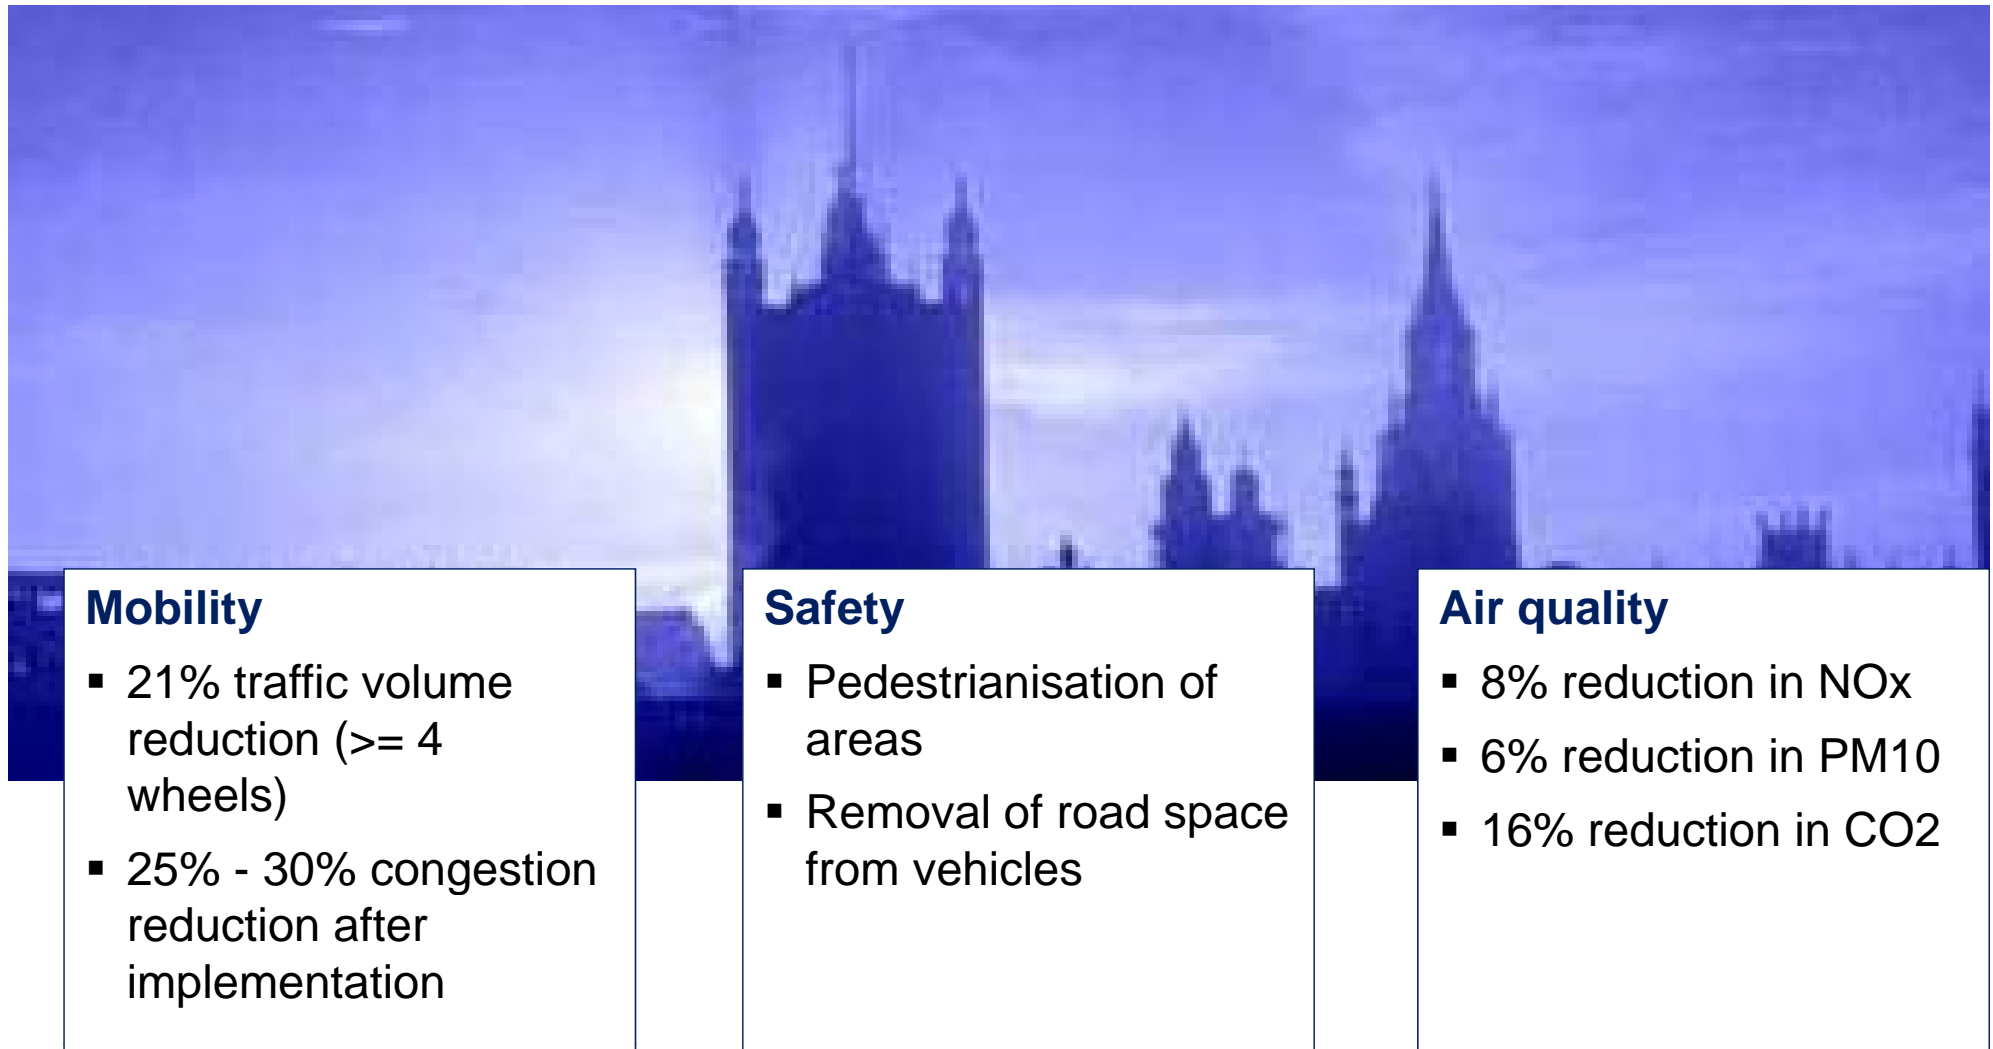 Mobility
▪ 21% traffic volume
reduction (>= 4
wheels)
▪ 25% - 30% congestion
reduction after
implementation
Safety
▪ Pedestrianisation of
areas
▪ Removal of road space
from vehicles
Air quality
▪ 8% reduction in NOx
▪ 6% reduction in PM10
▪ 16% reduction in CO2